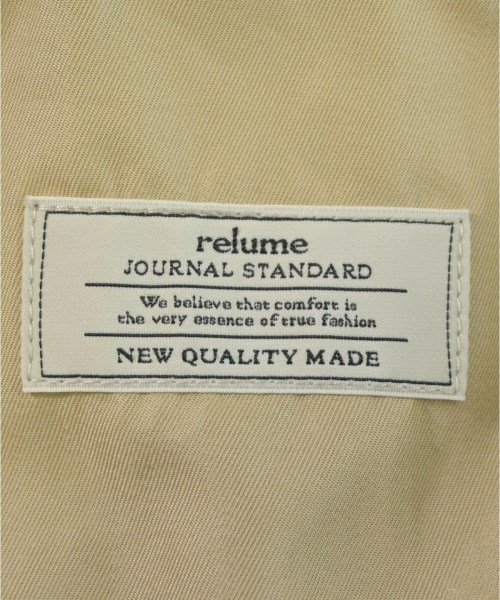 relume
JOURNAL STANDARD
We believe that comfort is
the very essence of true fashion
NEW QUALITY MADE